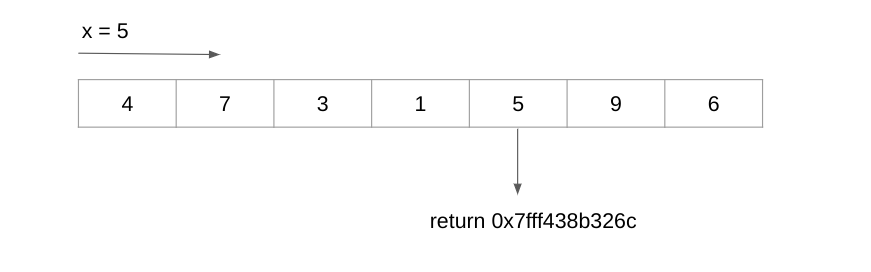 x = 5
4 7 3 1 5 9 6
return 0x7fff438b326c